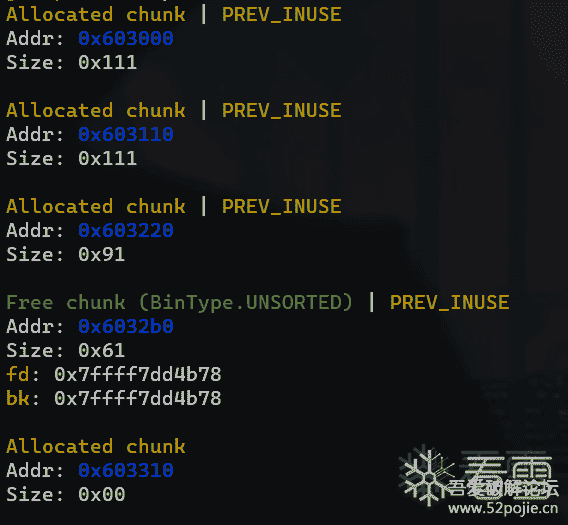 Allocated chunk | PREV_INUSE
Addr: 0x603000
Size: 0x111
Allocated chunk | PREV_INUSE
Addr: 0x603110
Size: 0x111
Allocated chunk | PREV_INUSE
Addr: 0x603220
Size: 0x91
Free chunk (BinType.UNSORTED) | PREV_INUSE
Addr: 0x6032b0
Size: 0x61
fd: 0x7ffff7dd4b78
bk: 0x7ffff7dd4b78
Allocated chunk
Addr: 0x603310
Size: 0x00
看雪
吾爱破解论坛
www.52pojie.cn